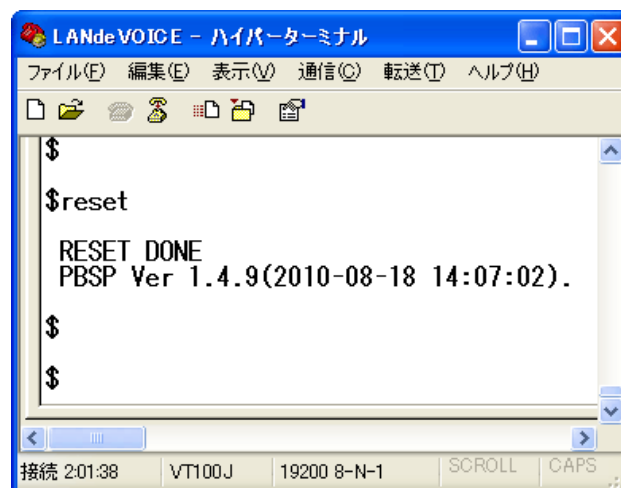 LANdeVOICE - ハイパーターミナル
ファイル(F) 編集(E) 表示(V) 通信(C) 転送(T) ヘルプ(H)
$
$reset
RESET DONE
PBSP Ver 1.4.9(2010-08-18 14:07:02).
$
$
接続 2:01:38 VT100J 19200 8-N-1 SCROLL CAPS